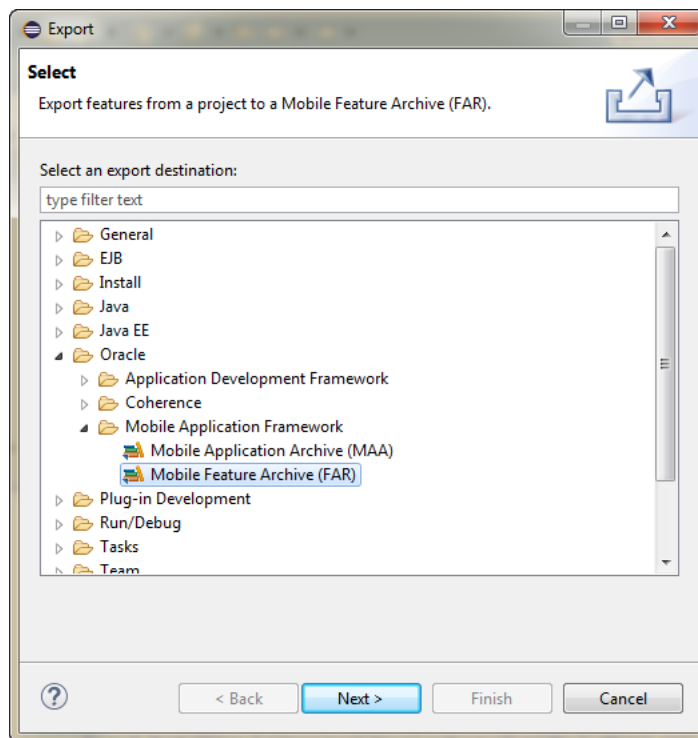 Export
Select
Export features from a project to a Mobile Feature Archive (FAR).
Select an export destination:
type filter text
General
EJB
Install
Java
Java EE
Oracle
Application Development Framework
Coherence
Mobile Application Framework
Mobile Application Archive (MAA)
Mobile Feature Archive (FAR)
Plug-in Development
Run/Debug
Tasks
Team
?
< Back Next > Finish Cancel